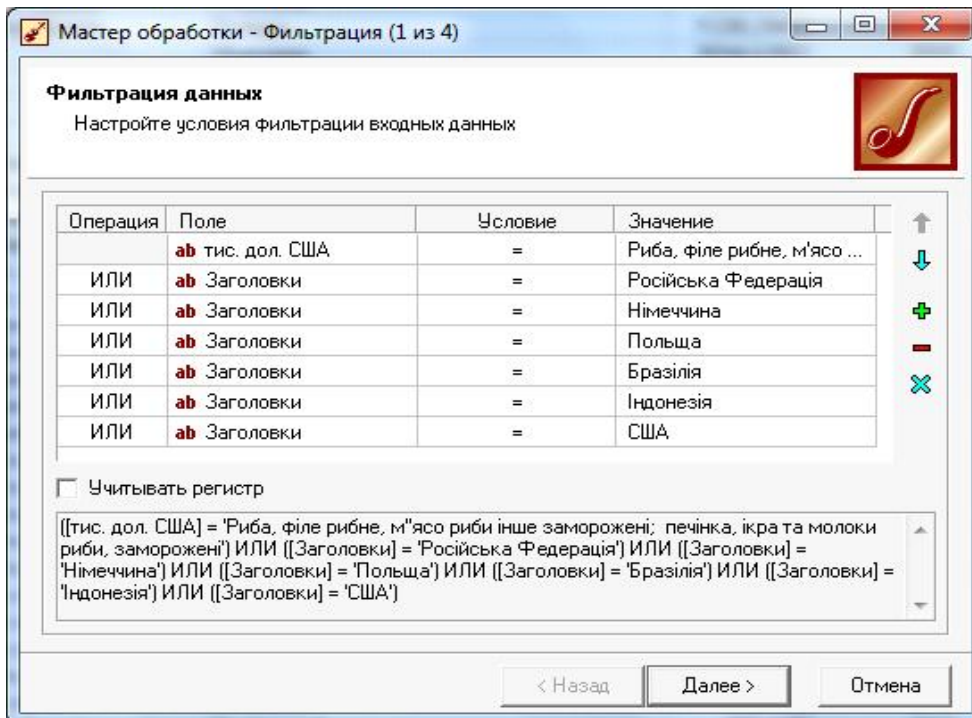 Мастер обработки - Фильтрация (1 из 4)
Фильтрация данных
Настройте условия фильтрации входных данных
Операция Поле Условие Значение
ab тис. дол. США = Риба, філе рибне, м'ясо ...
ИЛИ ab Заголовки = Російська Федерація
ИЛИ ab Заголовки = Німеччина
ИЛИ ab Заголовки = Польща
ИЛИ ab Заголовки = Бразілія
ИЛИ ab Заголовки = Індонезія
ИЛИ ab Заголовки = США
Учитывать регистр
([тис. дол. США] = 'Риба, філе рибне, м''ясо риби інше заморожені;  печінка, ікра та молоки
риби, заморожені') ИЛИ ([Заголовки] = 'Російська Федерація') ИЛИ ([Заголовки] =
'Німеччина') ИЛИ ([Заголовки] = 'Польща') ИЛИ ([Заголовки] = 'Бразілія') ИЛИ ([Заголовки] =
'Індонезія') ИЛИ ([Заголовки] = 'США')
< Назад Далее > Отмена